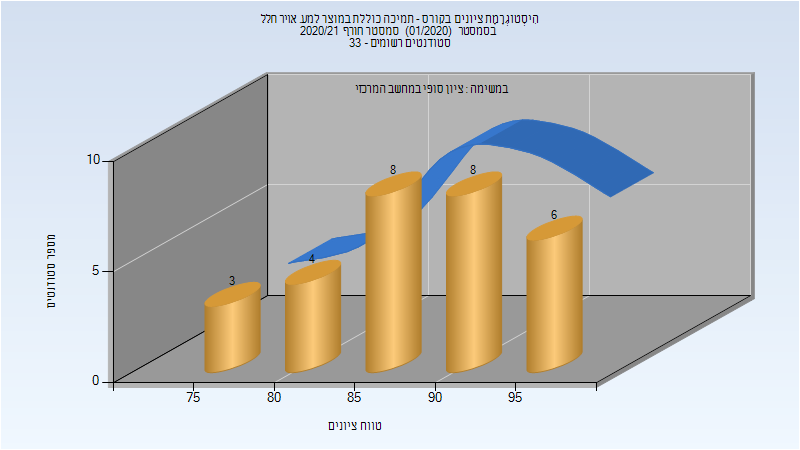 הִיסְטוֹגְרַמַת ציונים בקורס - תמיכה כוללת במוצר למע. אויר חלל
בסמסטר (01/2020) סמסטר חורף 2020/21
סטודנטים רשומים - 33
במשימה : ציון סופי במחשב המרכזי
מספר סטודנטים
10
5
0
3
4
8
8
6
75
80
85
90
95
טווח ציונים